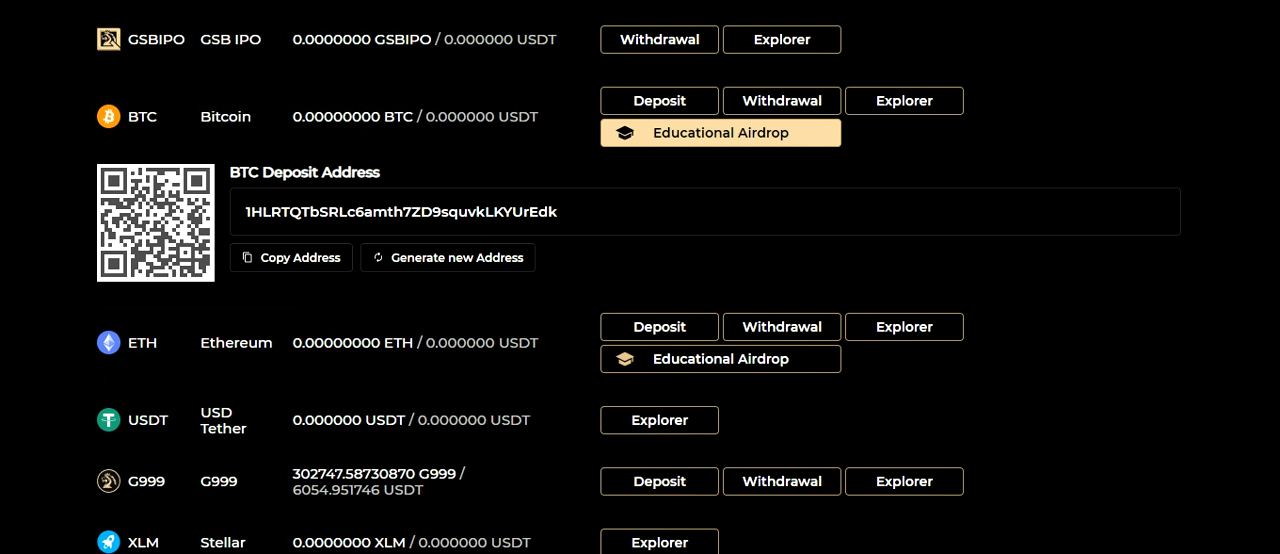 GSBIPO GSB IPO 0.0000000 GSBIPO / 0.000000 USDT Withdrawal Explorer
BTC Bitcoin 0.00000000 BTC / 0.000000 USDT Deposit Withdrawal Explorer
Educational Airdrop
BTC Deposit Address
1HLRTQTbSRLc6amth7ZD9squvkLKYUrEdk
Copy Address Generate new Address
ETH Ethereum 0.00000000 ETH / 0.000000 USDT Deposit Withdrawal Explorer
Educational Airdrop
USDT USD Tether 0.000000 USDT / 0.000000 USDT Explorer
G999 G999 302747.58730870 G999 / 6054.951746 USDT Deposit Withdrawal Explorer
XLM Stellar 0.0000000 XLM / 0.000000 USDT Explorer